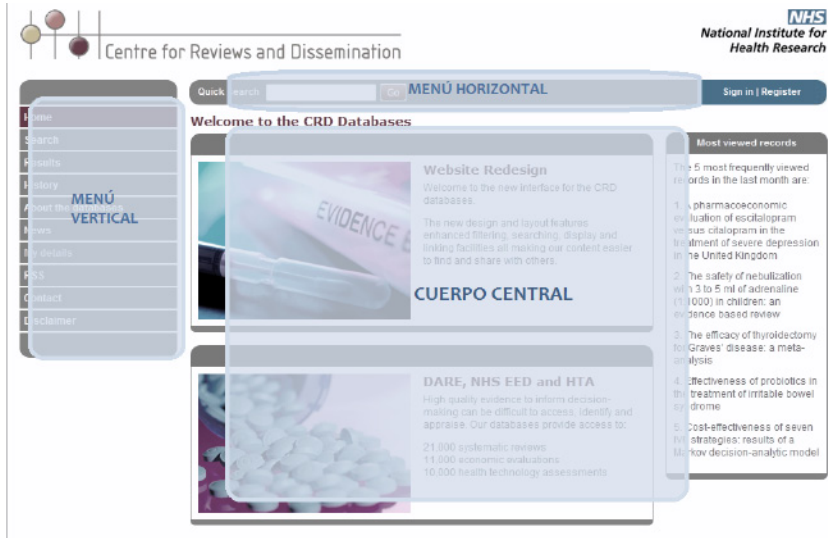 NHS
National Institute for
Health Research
Centre for Reviews and Dissemination
Quick Search
Go
MENÚ HORIZONTAL
Sign in | Register
Home
Search
Results
History
About the databases
News
My details
RSS
Contact
Disclaimer
MENÚ
VERTICAL
Welcome to the CRD Databases
EVIDENCE
Website Redesign
Welcome to the new interface for the CRD
databases.
The new design and layout features
enhanced filtering, searching, display and
linking facilities all making our content easier
to find and share with others.
CUERPO CENTRAL
DARE, NHS EED and HTA
High quality evidence to inform decision-
making can be difficult to access, identify and
appraise. Our databases provide access to:
21,000 systematic reviews
11,000 economic evaluations
10,000 health technology assessments
Most viewed records
The 5 most frequently viewed
records in the last month are:
1. A pharmacoeconomic
evaluation of escitalopram
versus citalopram in the
treatment of severe depression
in the United Kingdom
2. The safety of nebulization
with 3 to 5 ml of adrenaline
(1:1000) in children: an
evidence based review
3. The efficacy of thyroidectomy
for Graves' disease: a meta-
analysis
4. Effectiveness of probiotics in
the treatment of irritable bowel
syndrome
5. Cost-effectiveness of seven
IVF strategies: results of a
Markov decision-analytic model